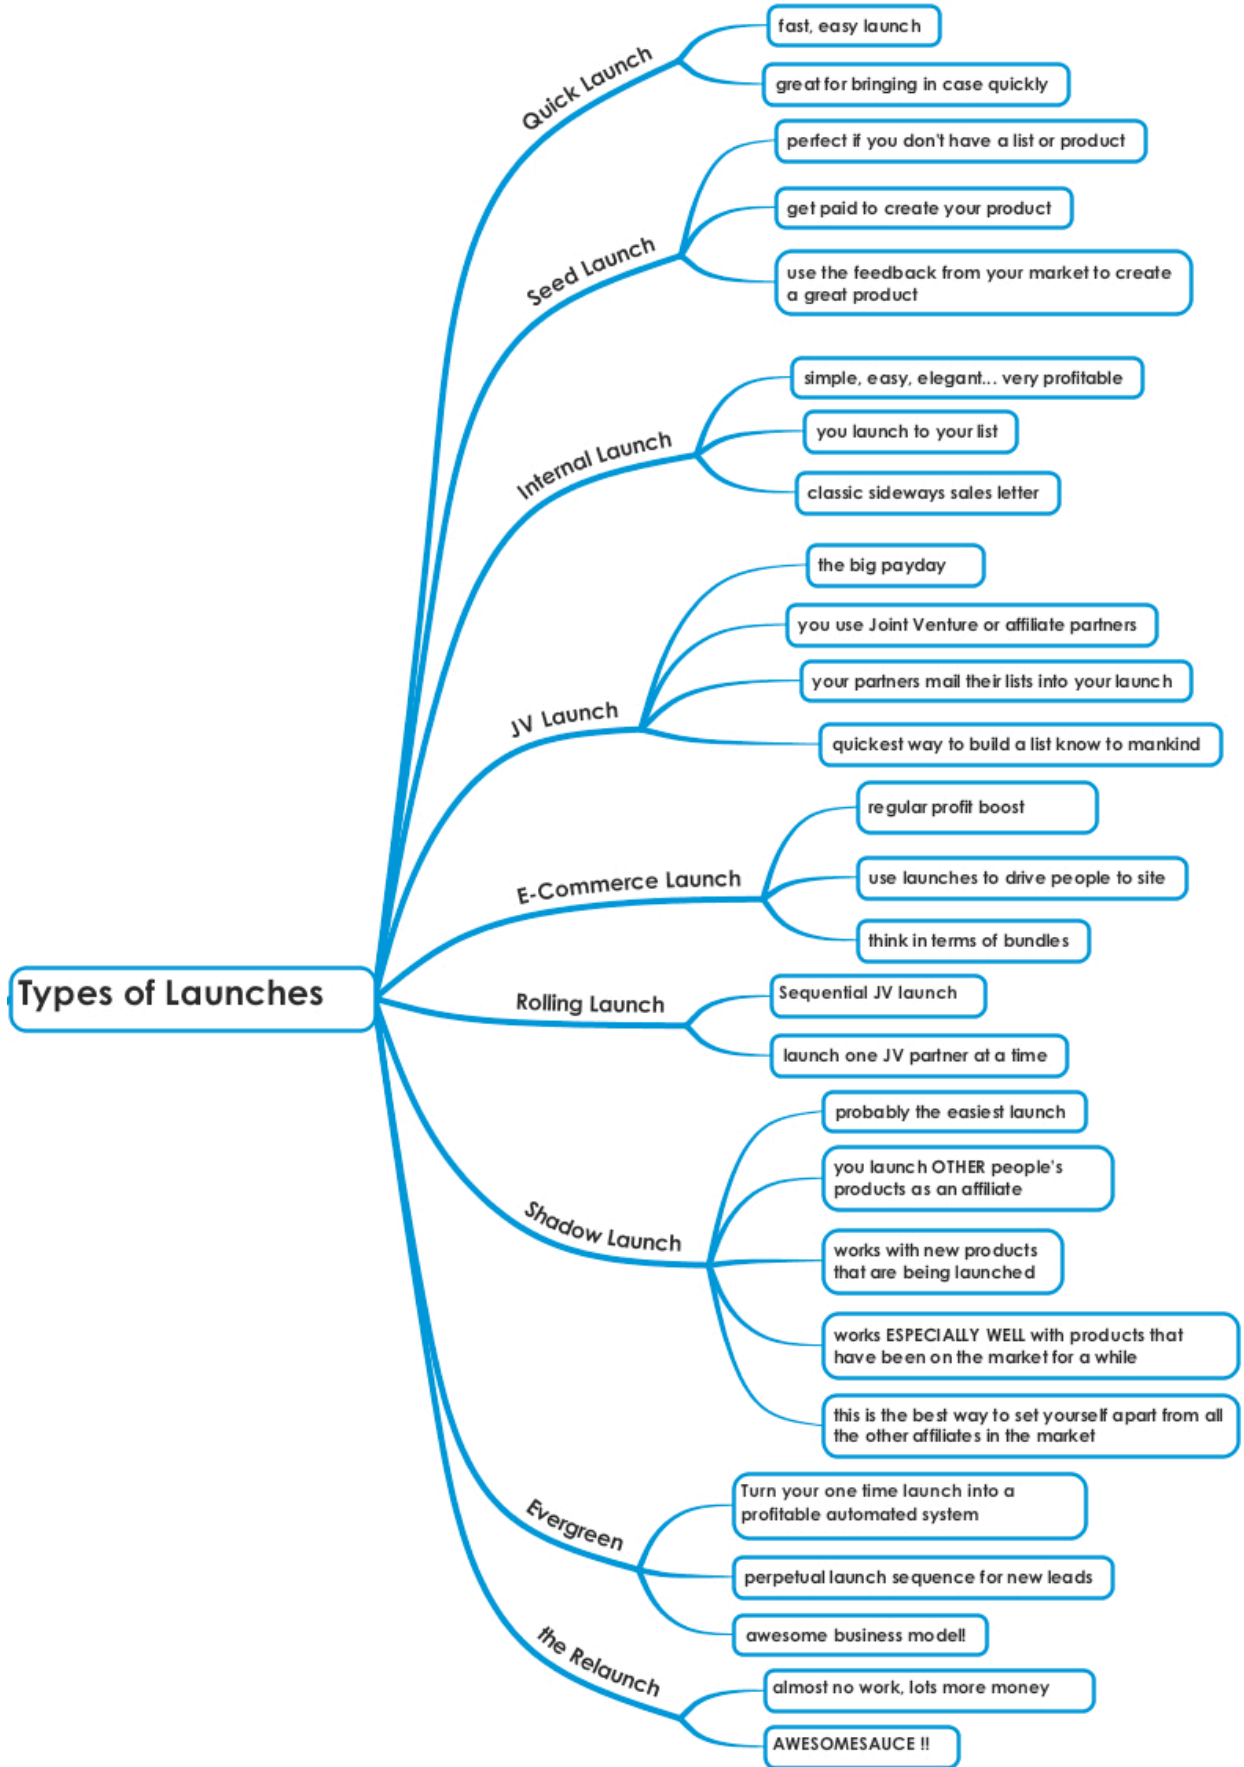 Types of Launches
Quick Launch
fast, easy launch
great for bringing in case quickly
Seed Launch
perfect if you don't have a list or product
get paid to create your product
use the feedback from your market to create
a great product
Internal Launch
simple, easy, elegant... very profitable
you launch to your list
classic sideways sales letter
JV Launch
the big payday
you use Joint Venture or affiliate partners
your partners mail their lists into your launch
quickest way to build a list know to mankind
E-Commerce Launch
regular profit boost
use launches to drive people to site
think in terms of bundles
Rolling Launch
Sequential JV launch
launch one JV partner at a time
Shadow Launch
probably the easiest launch
you launch OTHER people's
products as an affiliate
works with new products
that are being launched
works ESPECIALLY WELL with products that
have been on the market for a while
this is the best way to set yourself apart from all
the other affiliates in the market
Evergreen
Turn your one time launch into a
profitable automated system
perpetual launch sequence for new leads
awesome business model!
the Relaunch
almost no work, lots more money
AWESOMESAUCE !!